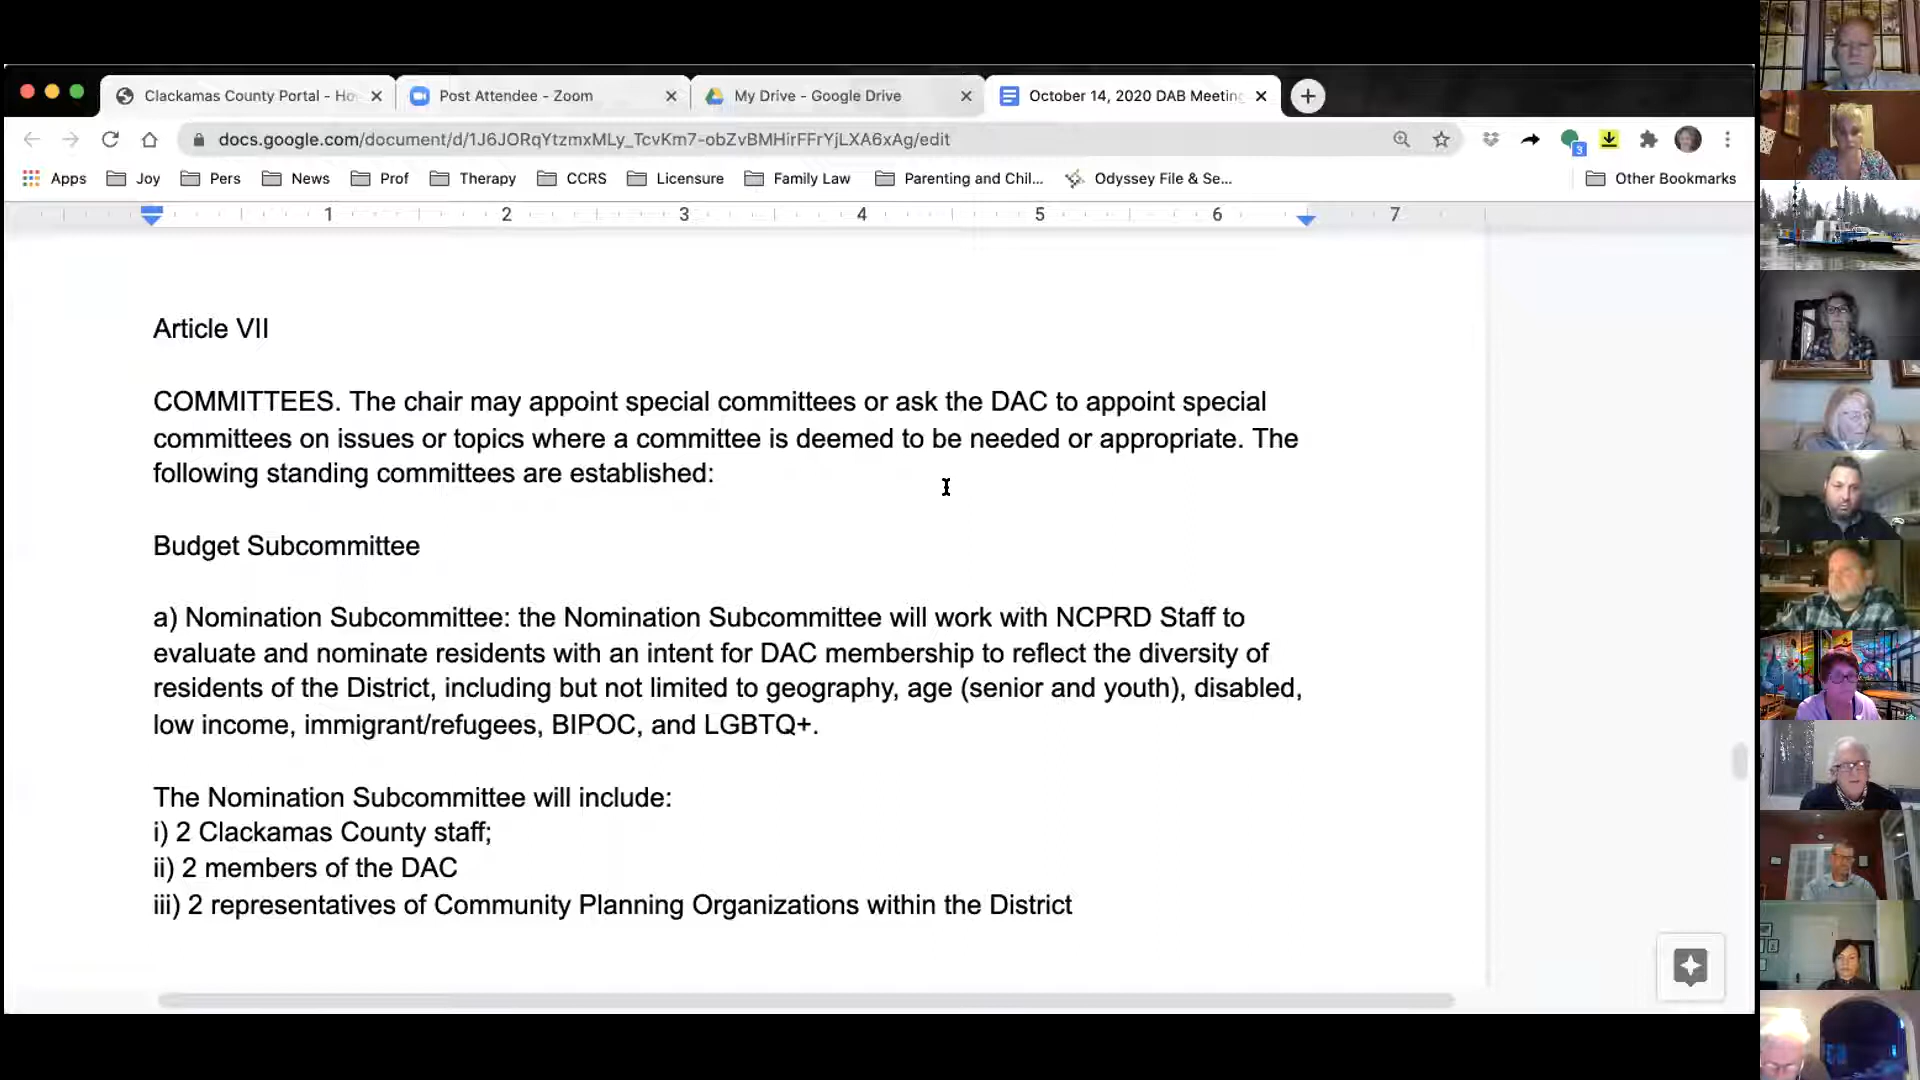 Clackamas County Portal - Ho
Post Attendee - Zoom
My Drive - Google Drive
October 14, 2020 DAB Meeting
docs.google.com/document/d/1J6JORqYtzmxMLy_TcvKm7-obZvBMHirFFrYjLXA6xAg/edit
3
Apps Joy Pers News Prof Therapy CCRS Licensure Family Law Parenting and Chil... Odyssey File & Se... Other Bookmarks
1 2 3 4 5 6 7
Article VII
COMMITTEES. The chair may appoint special committees or ask the DAC to appoint special
committees on issues or topics where a committee is deemed to be needed or appropriate. The
following standing committees are established:
Budget Subcommittee
a) Nomination Subcommittee: the Nomination Subcommittee will work with NCPRD Staff to
evaluate and nominate residents with an intent for DAC membership to reflect the diversity of
residents of the District, including but not limited to geography, age (senior and youth), disabled,
low income, immigrant/refugees, BIPOC, and LGBTQ+.
The Nomination Subcommittee will include:
i) 2 Clackamas County staff;
ii) 2 members of the DAC
iii) 2 representatives of Community Planning Organizations within the District